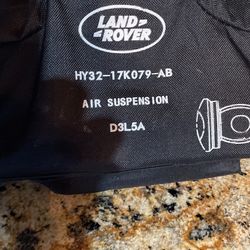 LAND
ROVER
HY32-17K079-AB
AIR SUSPENSION
D3L5A